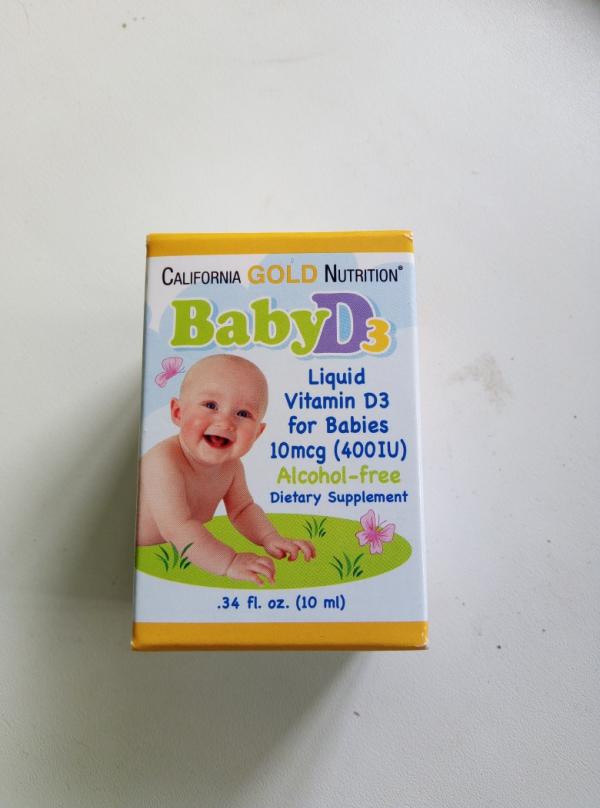 CALIFORNIA GOLD NUTRITION®
BabyD3
Liquid
Vitamin D3
for Babies
10mcg (400IU)
Alcohol-free
Dietary Supplement
.34 fl. oz. (10 ml)